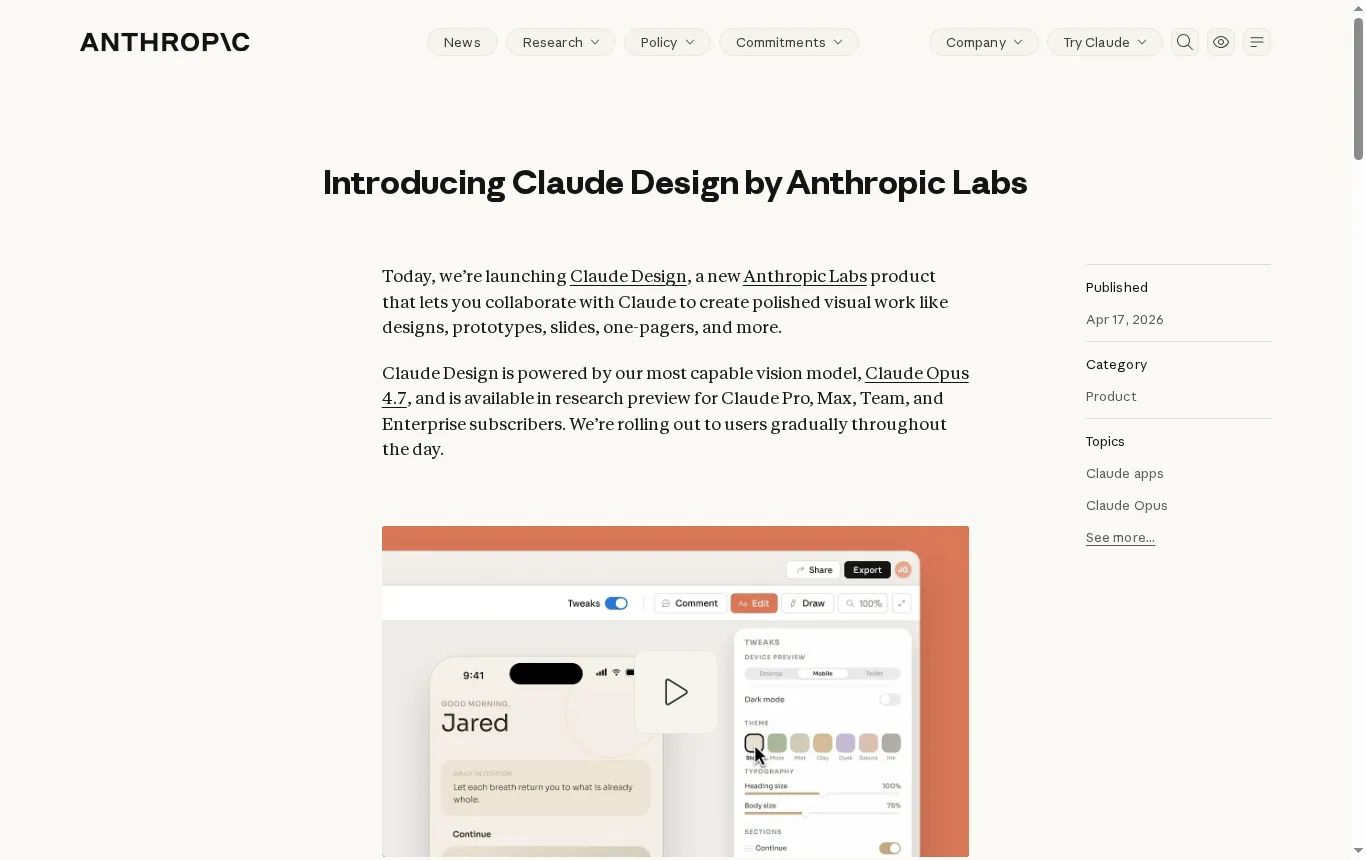 ANTHROP\C
News
Research
Policy
Commitments
Company
Try Claude
Introducing Claude Design by Anthropic Labs
Today, we’re launching Claude Design, a new Anthropic Labs product
that lets you collaborate with Claude to create polished visual work like
designs, prototypes, slides, one-pagers, and more.
Claude Design is powered by our most capable vision model, Claude Opus
4.7, and is available in research preview for Claude Pro, Max, Team, and
Enterprise subscribers. We’re rolling out to users gradually throughout
the day.
Published
Apr 17, 2026
Category
Product
Topics
Claude apps
Claude Opus
See more...
Share
Export
JG
Tweaks
Comment
Edit
Draw
100%
9:41
GOOD MORNING,
Jared
DAILY INTENTION
Let each breath return you to what is already
whole.
Continue
TWEAKS
DEVICE PREVIEW
Desktop
Mobile
Tablet
Dark mode
THEME
Moss
Mist
Clay
Dusk
Sakura
Ink
TYPOGRAPHY
Heading size
100%
Body size
78%
SECTIONS
Continue